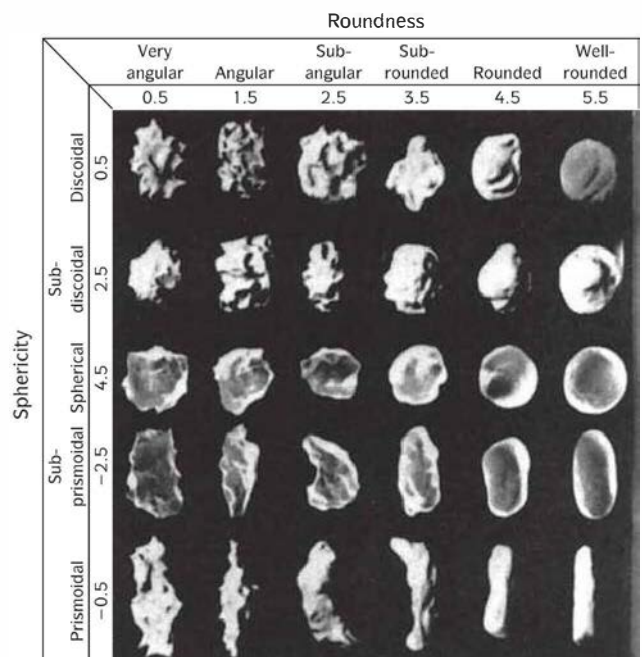 Roundness
Very
angular
Angular
Sub-
angular
Sub-
rounded
Rounded
Well-
rounded
0.5
1.5
2.5
3.5
4.5
5.5
Sphericity
Discoidal
0.5
Sub-
discoidal
2.5
Spherical
4.5
Sub-
prismoidal
-2.5
Prismoidal
-0.5